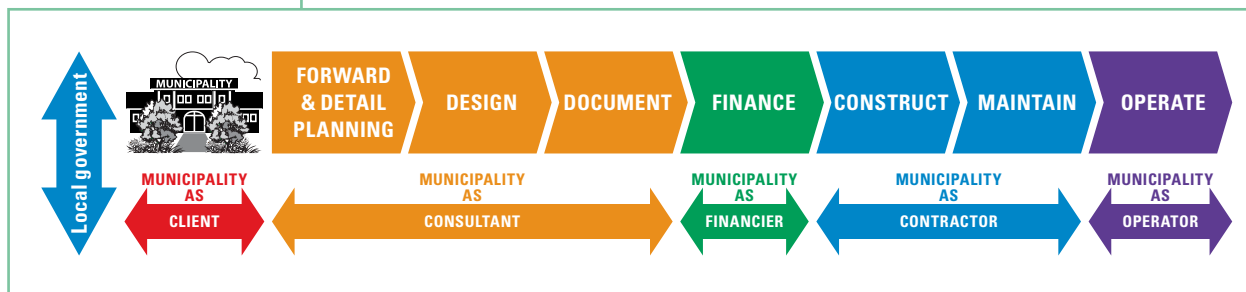 Local government
MUNICIPALITY
FORWARD
& DETAIL
PLANNING
DESIGN
DOCUMENT
FINANCE
CONSTRUCT
MAINTAIN
OPERATE
MUNICIPALITY
AS
CLIENT
MUNICIPALITY
AS
CONSULTANT
MUNICIPALITY
AS
FINANCIER
MUNICIPALITY
AS
CONTRACTOR
MUNICIPALITY
AS
OPERATOR